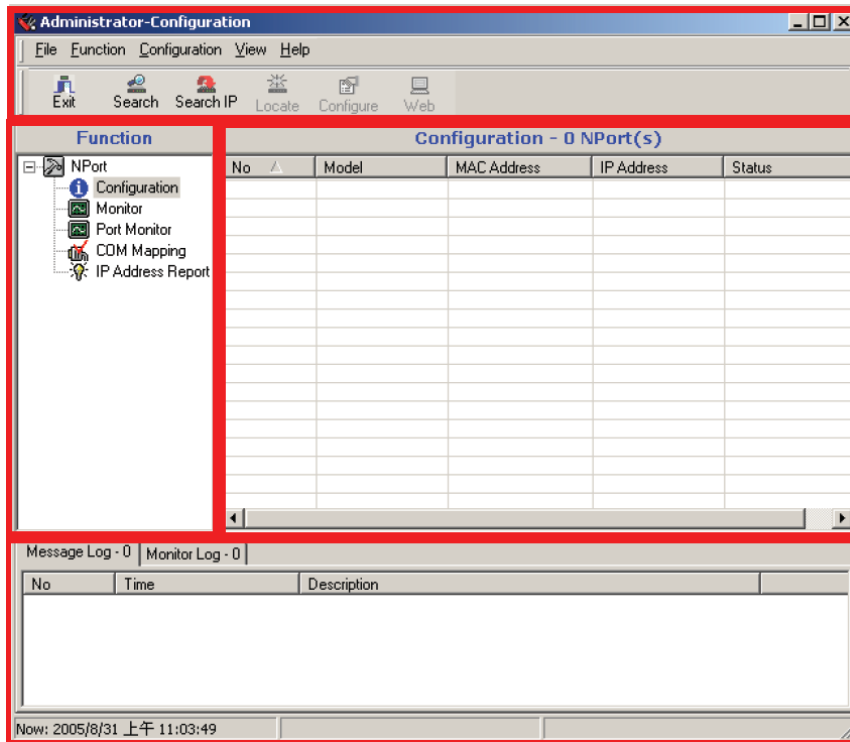 Administrator-Configuration
File Function Configuration View Help
Exit Search Search IP Locate Configure Web
Function
Configuration - 0 NPort(s)
NPort
Configuration
Monitor
Port Monitor
COM Mapping
IP Address Report
No Model MAC Address IP Address Status
Message Log - 0 Monitor Log - 0
No Time Description
Now: 2005/8/31 上午 11:03:49